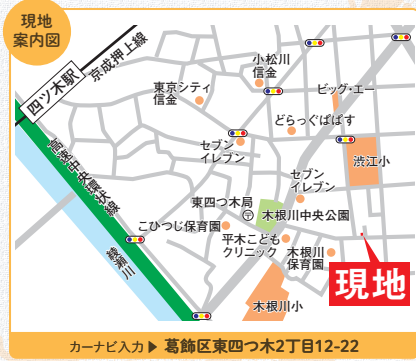 現地
案内図
四ツ木駅
京成押上線
小松川
信金
東京シティ
信金
ビッグ・エー
どらっぐぱぱす
セブン
イレブン
渋江小
高速中央環状線
セブン
イレブン
東四つ木局
木根川中央公園
こひつじ保育園
平木こども
クリニック
木根川
保育園
綾瀬川
現地
木根川小
カーナビ入力▶葛飾区東四つ木2丁目12-22